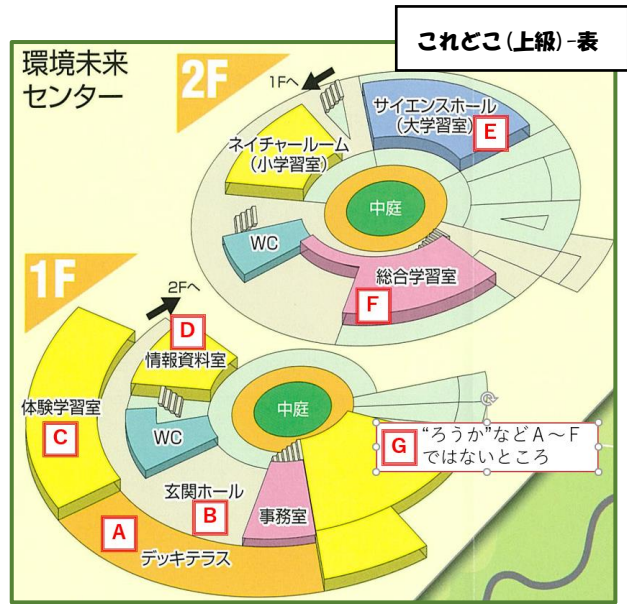 これどこ(上級)-表
環境未来
センター
2F
1Fへ
サイエンスホール
(大学習室)
E
ネイチャールーム
(小学習室)
中庭
WC
総合学習室
F
1F
2Fへ
D
情報資料室
体験学習室
C
中庭
WC
G
“ろうか”などA～F
ではないところ
玄関ホール
B
事務室
A
デッキテラス